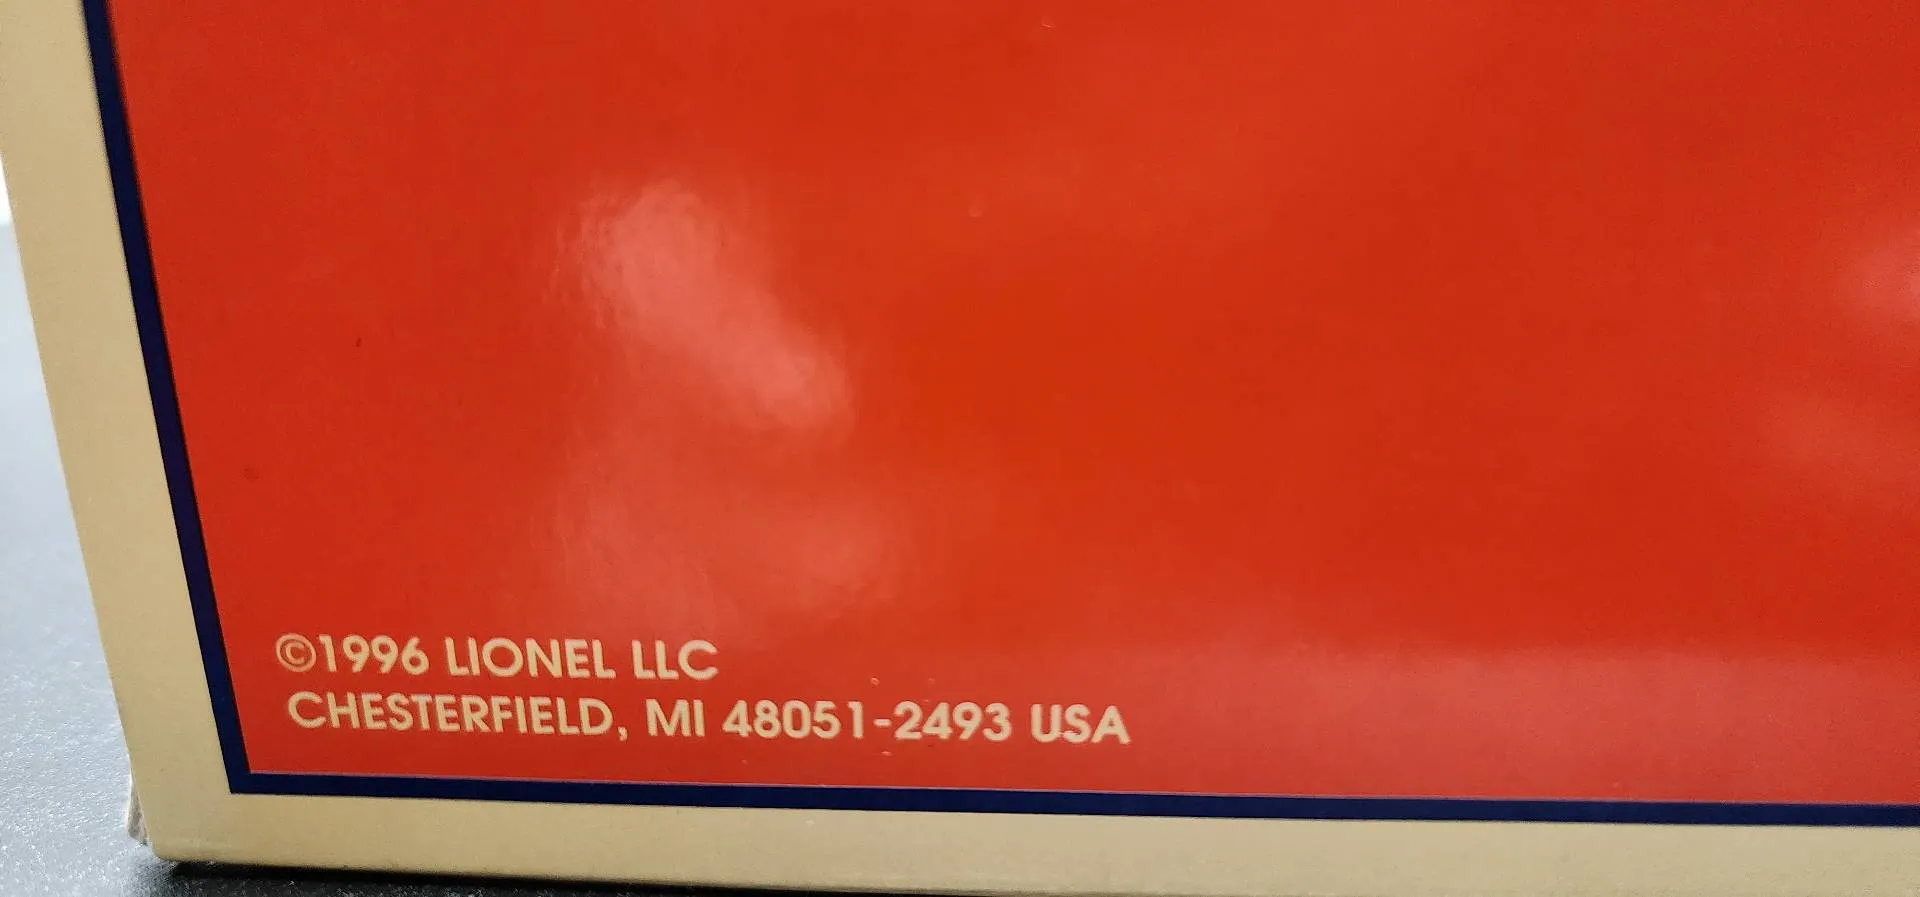 ©1996 LIONEL LLC
CHESTERFIELD, MI 48051-2493 USA